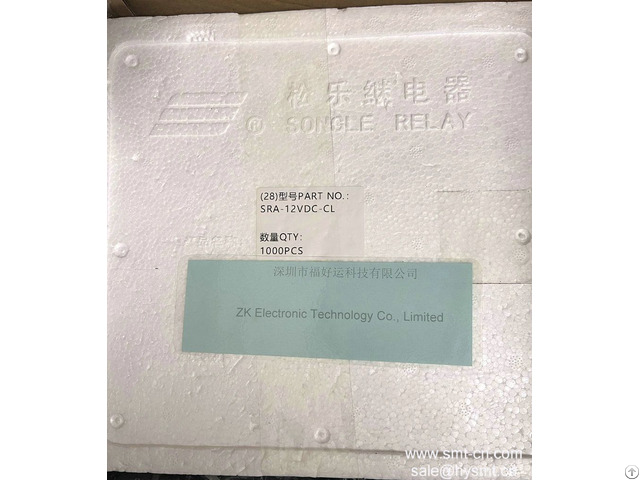 松乐继电器
® SONGLE RELAY
(28)型号PART NO.:
SRA-12VDC-CL
数量QTY:
1000PCS
深圳市福好运科技有限公司
ZK Electronic Technology Co., Limited
www.smt-cn.com
sale@hysmt.cn